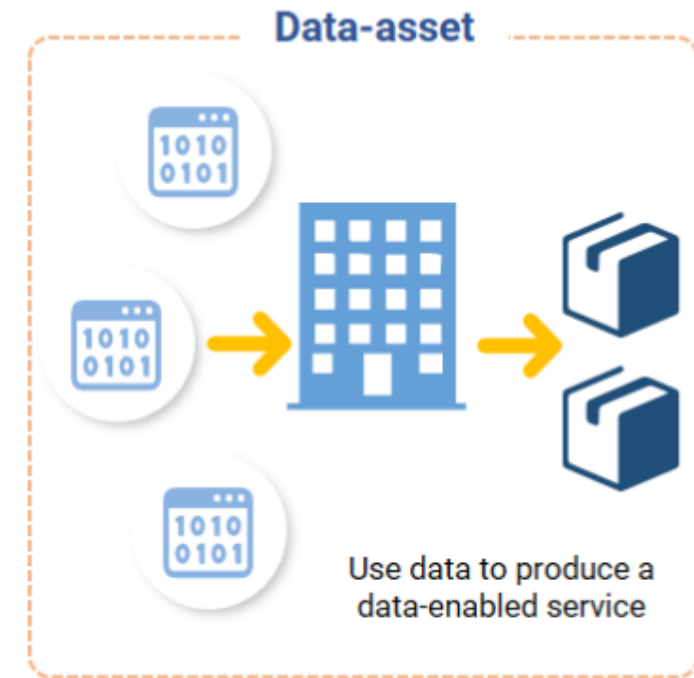 Data-asset
1010
0101
1010
0101
1010
0101
Use data to produce a
data-enabled service